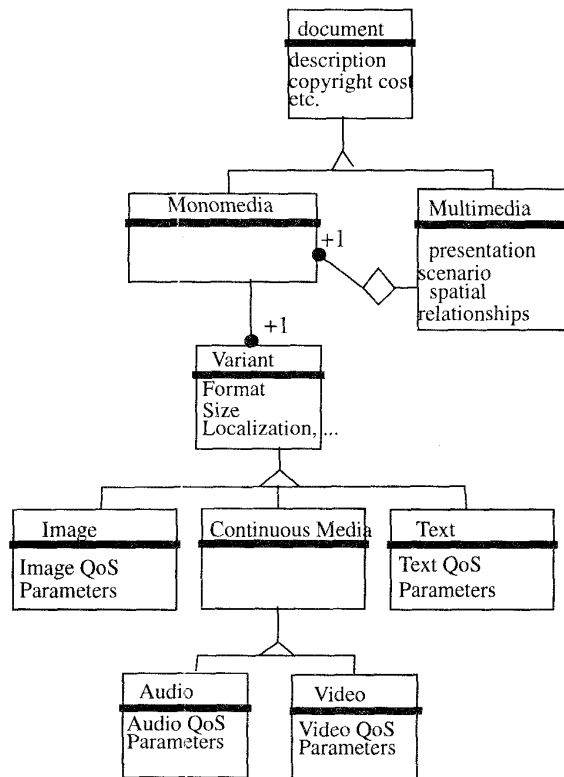 document
description
copyright cost
etc.
Monomedia
Multimedia
+1
presentation
scenario
spatial
relationships
+1
Variant
Format
Size
Localization, ...
Image
Continuous Media
Text
Image QoS
Parameters
Text QoS
Parameters
Audio
Video
Audio QoS
Parameters
Video QoS
Parameters